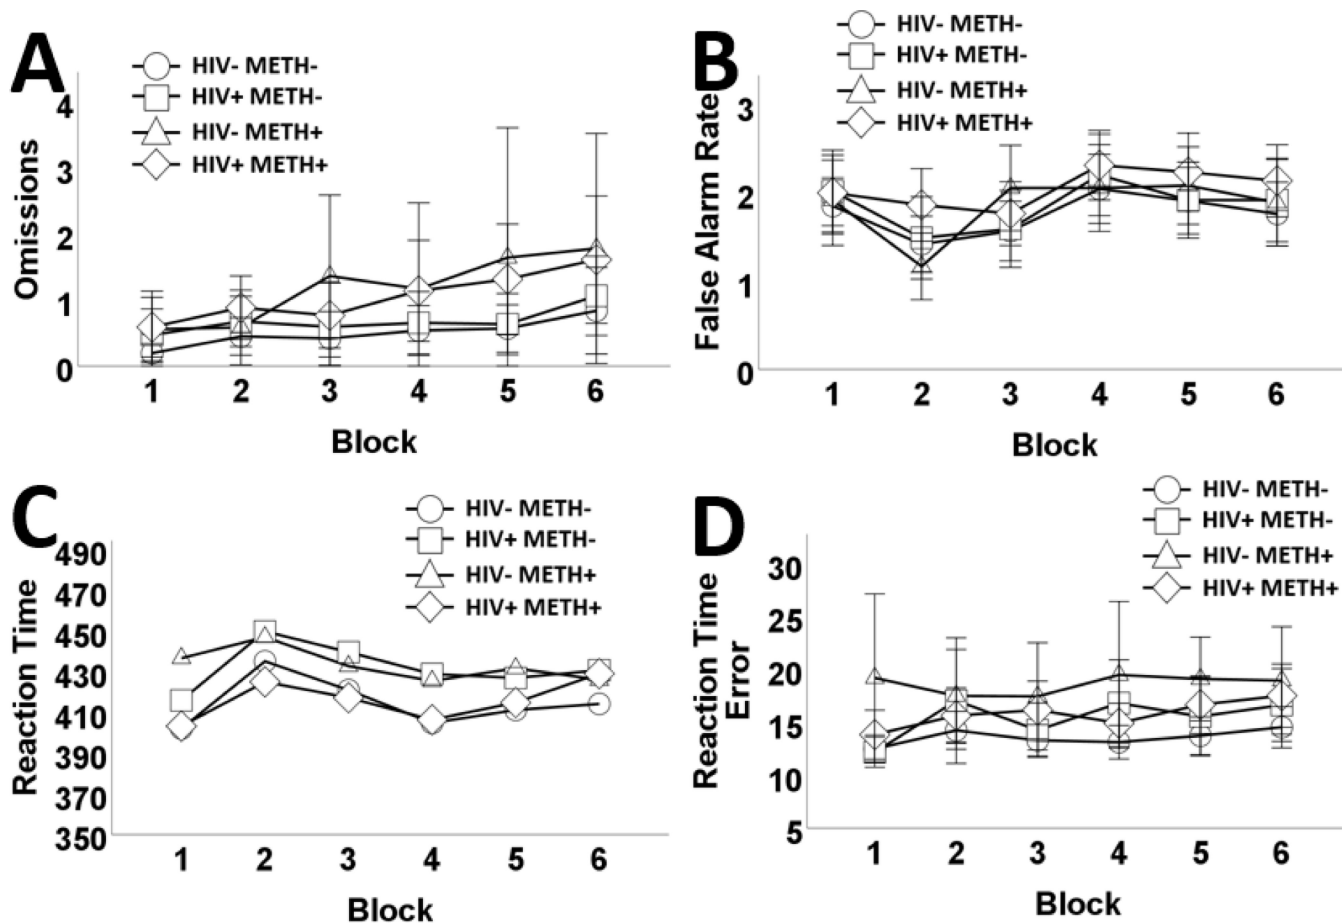 A
HIV- METH-
HIV+ METH-
HIV- METH+
HIV+ METH+
Omissions
4
3
2
1
0
1 2 3 4 5 6
Block
B
HIV- METH-
HIV+ METH-
HIV- METH+
HIV+ METH+
False Alarm Rate
3
2
1
0
1 2 3 4 5 6
Block
C
HIV- METH-
HIV+ METH-
HIV- METH+
HIV+ METH+
Reaction Time
490
470
450
430
410
390
370
350
1 2 3 4 5 6
Block
D
HIV- METH-
HIV+ METH-
HIV- METH+
HIV+ METH+
Reaction Time
Error
30
25
20
15
10
5
1 2 3 4 5 6
Block